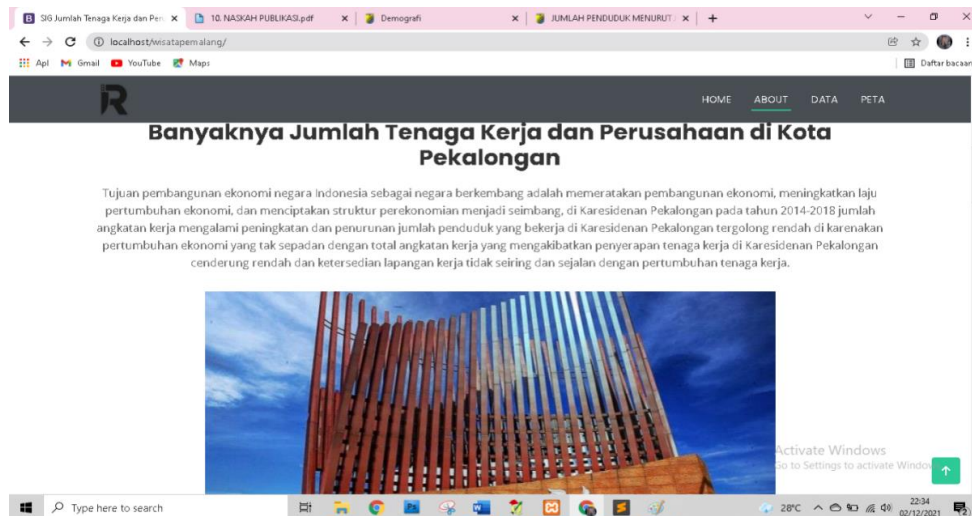 SIG Jumlah Tenaga Kerja dan Per
10. NASKAH PUBLIKASI.pdf
Demografi
JUMLAH PENDUDUK MENURUT
localhost/wisatapemalang/
Apl
Gmail
YouTube
Maps
Daftar bacaan
R
HOME
ABOUT
DATA
PETA
Banyaknya Jumlah Tenaga Kerja dan Perusahaan di Kota
Pekalongan
Tujuan pembangunan ekonomi negara Indonesia sebagai negara berkembang adalah memeratakan pembangunan ekonomi, meningkatkan laju
pertumbuhan ekonomi, dan menciptakan struktur perekonomian menjadi seimbang, di Karesidenan Pekalongan pada tahun 2014-2018 jumlah
angkatan kerja mengalami peningkatan dan penurunan jumlah penduduk yang bekerja di Karesidenan Pekalongan tergolong rendah di karenakan
pertumbuhan ekonomi yang tak sepadan dengan total angkatan kerja yang mengakibatkan penyerapan tenaga kerja di Karesidenan Pekalongan
cenderung rendah dan ketersedian lapangan kerja tidak seiring dan sejalan dengan pertumbuhan tenaga kerja.
Activate Windows
Go to Settings to activate Window
Type here to search
28°C
22:34
02/12/2021